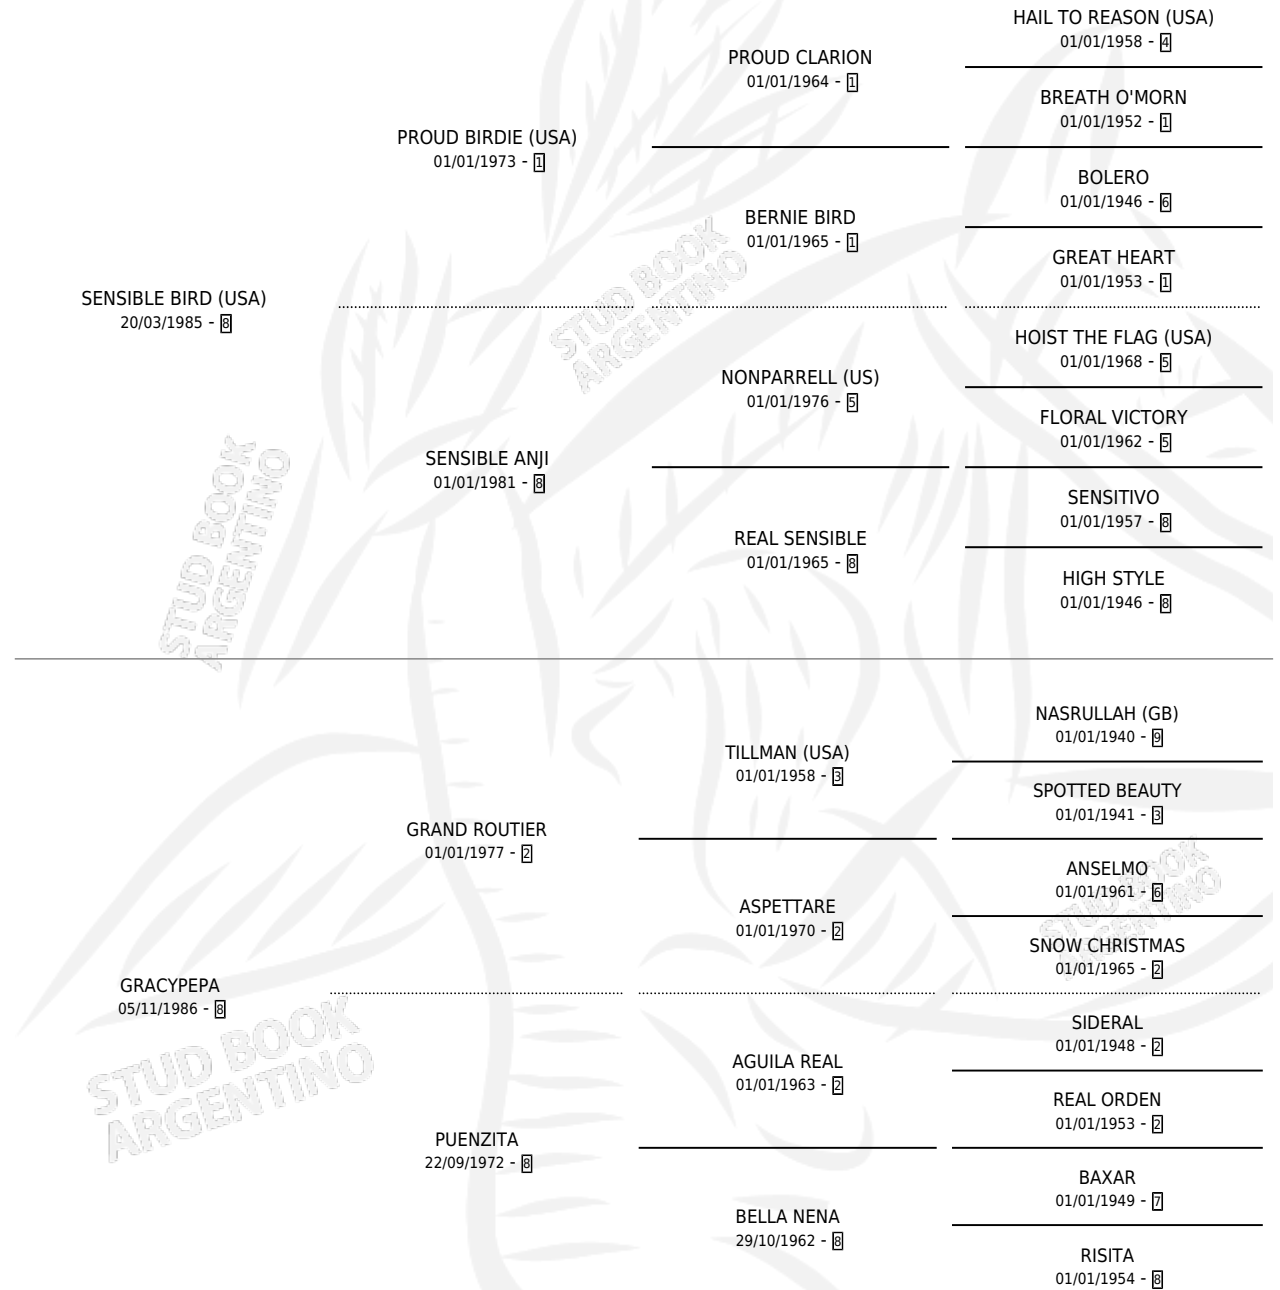 HAIL TO REASON (USA)
01/01/1958 - 4
PROUD CLARION
01/01/1964 - 1
BREATH O'MORN
01/01/1952 - 1
PROUD BIRDIE (USA)
01/01/1973 - 1
BOLERO
01/01/1946 - 6
BERNIE BIRD
01/01/1965 - 1
GREAT HEART
01/01/1953 - 1
SENSIBLE BIRD (USA)
20/03/1985 - 8
HOIST THE FLAG (USA)
01/01/1968 - 5
NONPARRELL (US)
01/01/1976 - 5
FLORAL VICTORY
01/01/1962 - 5
SENSIBLE ANJI
01/01/1981 - 8
SENSITIVO
01/01/1957 - 8
REAL SENSIBLE
01/01/1965 - 8
HIGH STYLE
01/01/1946 - 8
STUD BOOK
ARGENTINO
STUD BOOK
ARGENTINO
NASRULLAH (GB)
01/01/1940 - 9
TILLMAN (USA)
01/01/1958 - 3
SPOTTED BEAUTY
01/01/1941 - 3
GRAND ROUTIER
01/01/1977 - 2
ANSELMO
01/01/1961 - 6
ASPETTARE
01/01/1970 - 2
SNOW CHRISTMAS
01/01/1965 - 2
GRACYPEPA
05/11/1986 - 8
SIDERAL
01/01/1948 - 2
AGUILA REAL
01/01/1963 - 2
REAL ORDEN
01/01/1953 - 2
PUENZITA
22/09/1972 - 8
BAXAR
01/01/1949 - 7
BELLA NENA
29/10/1962 - 8
RISITA
01/01/1954 - 8
STUD BOOK
ARGENTINO
STUD BOOK
ARGENTINO